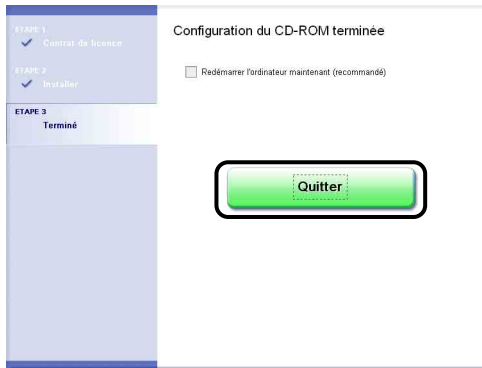 ETAPE 1
Contrat de licence
ETAPE 2
Installer
ETAPE 3
Terminé
Configuration du CD-ROM terminée
Redémarrer l'ordinateur maintenant (recommandé)
Quitter